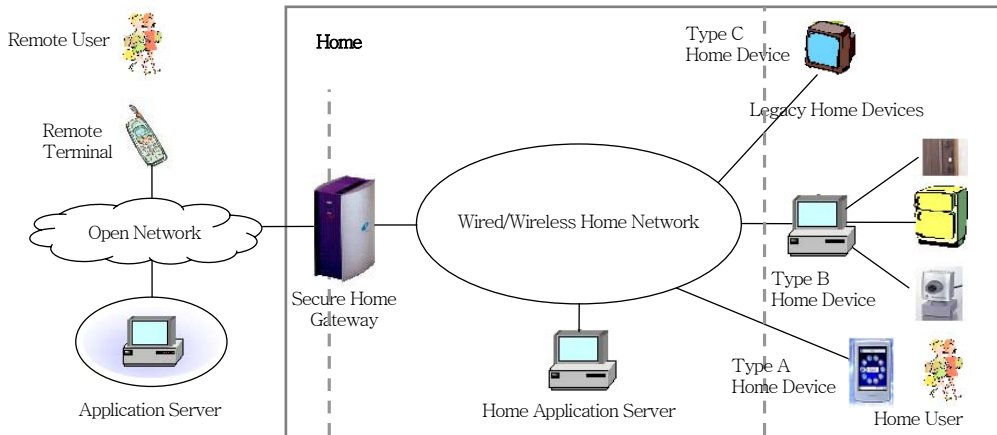 Remote User
Home
Type C
Home Device
Remote
Terminal
Legacy Home Devices
Open Network
Wired/Wireless Home Network
Secure Home
Gateway
Type B
Home Device
Type A
Home Device
Application Server
Home Application Server
Home User